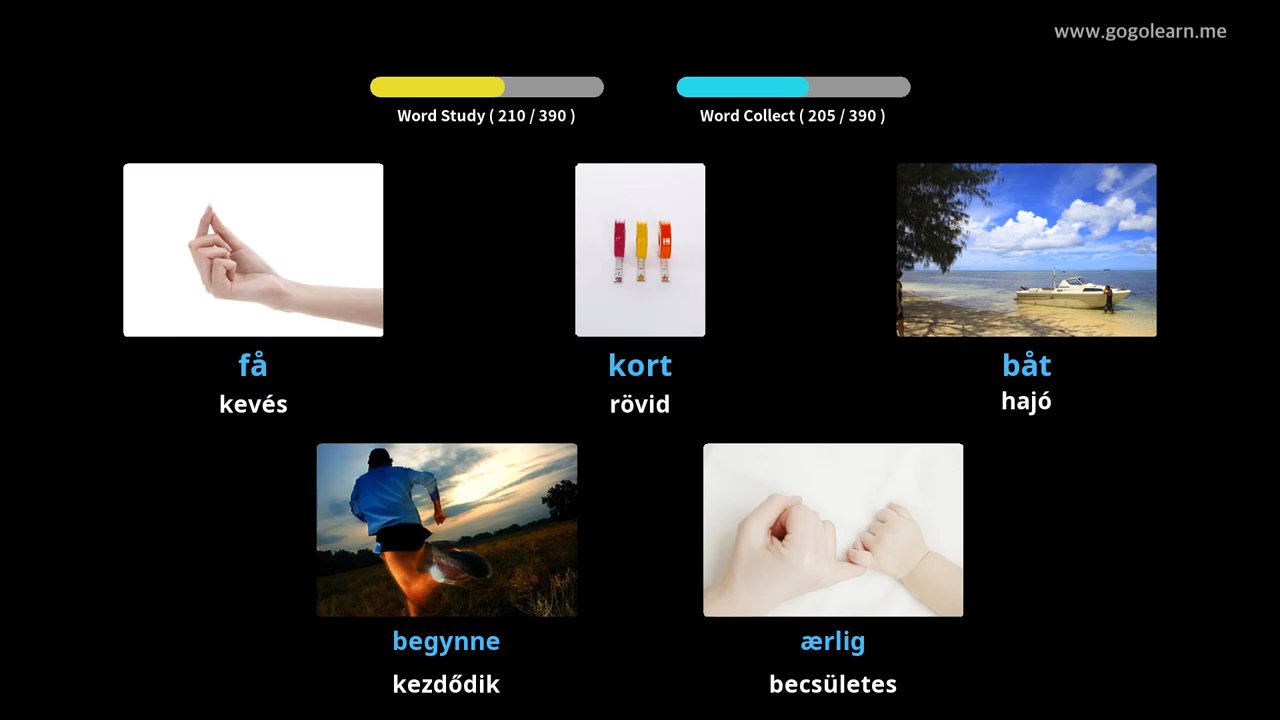 www.gogolearn.me
Word Study ( 210 / 390 )
Word Collect ( 205 / 390 )
få
kevés
kort
rövid
båt
hajó
begynne
kezdődik
ærlig
becsületes